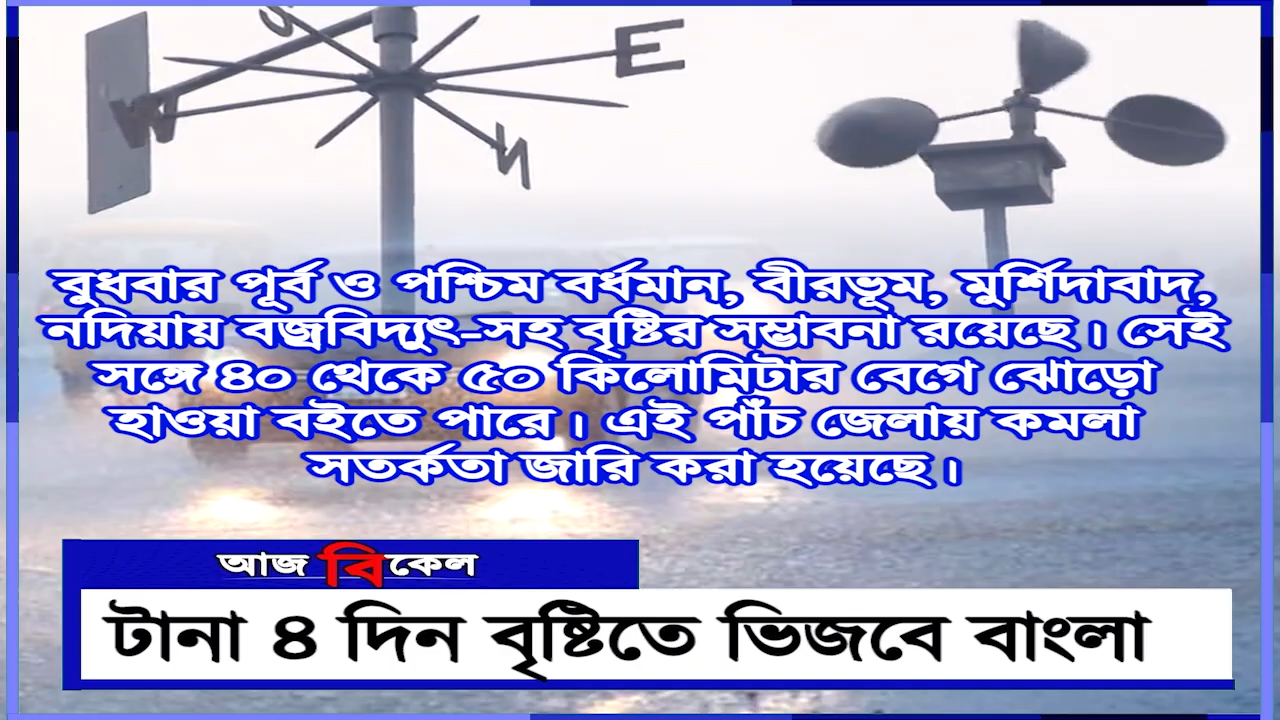 E
N
বুধবার পূর্ব ও পশ্চিম বর্ধমান, বীরভূম, মুর্শিদাবাদ,
নদিয়ায় বজ্রবিদ্যুৎ-সহ বৃষ্টির সম্ভাবনা রয়েছে। সেই
সঙ্গে ৪০ থেকে ৫০ কিলোমিটার বেগে ঝোড়ো
হাওয়া বইতে পারে। এই পাঁচ জেলায় কমলা
সতর্কতা জারি করা হয়েছে।
আজ বিকেল
টানা ৪ দিন বৃষ্টিতে ভিজবে বাংলা